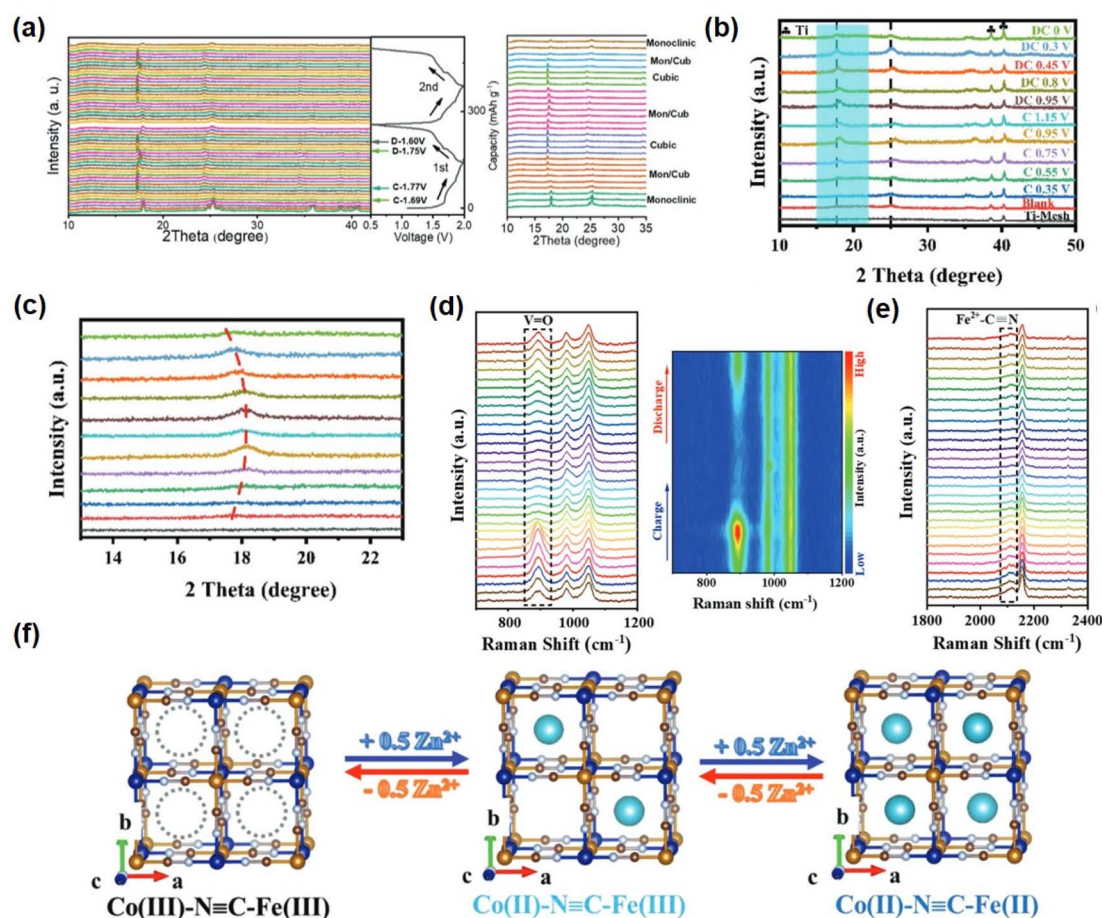 (a)
Intensity (a. u.)
10 20 30 40
2Theta (degree)
2nd
1st
D-1.60V
D-1.75V
C-1.77V
C-1.69V
0.5 1.0 1.5 2.0
Voltage (V)
300
0
Capacity (mAh g⁻¹)
Monoclinic
Mon/Cub
Cubic
Mon/Cub
Cubic
Mon/Cub
Monoclinic
10 15 20 25 30 35
2Theta (degree)
(b)
♣ Ti
♣ ♣
DC 0 V
DC 0.3 V
DC 0.45 V
DC 0.8 V
DC 0.95 V
C 1.15 V
C 0.95 V
C 0.75 V
C 0.55 V
C 0.35 V
Blank
Ti-Mesh
Intensity (a.u.)
10 20 30 40 50
2 Theta (degree)
(c)
Intensity (a.u.)
14 16 18 20 22
2 Theta (degree)
(d)
V=O
Intensity (a.u.)
800 1000 1200
Raman Shift (cm⁻¹)
Discharge
Charge
800 1000 1200
Raman shift (cm⁻¹)
High
Intensity (a.u.)
Low
(e)
Fe²⁺-C≡N
Intensity (a.u.)
1800 2000 2200 2400
Raman Shift (cm⁻¹)
(f)
+ 0.5 Zn²⁺
- 0.5 Zn²⁺
+ 0.5 Zn²⁺
- 0.5 Zn²⁺
b
c a
b
c a
b
c a
Co(III)-N≡C-Fe(III)
Co(II)-N≡C-Fe(III)
Co(II)-N≡C-Fe(II)